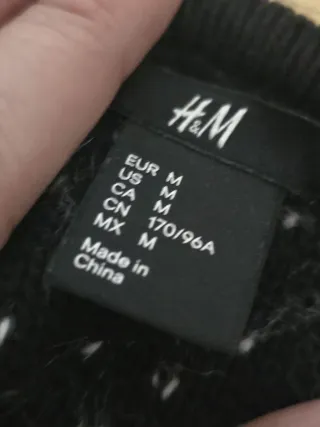 H&M
EUR M
US M
CA M
CN 170/96A
MX M
Made in
China